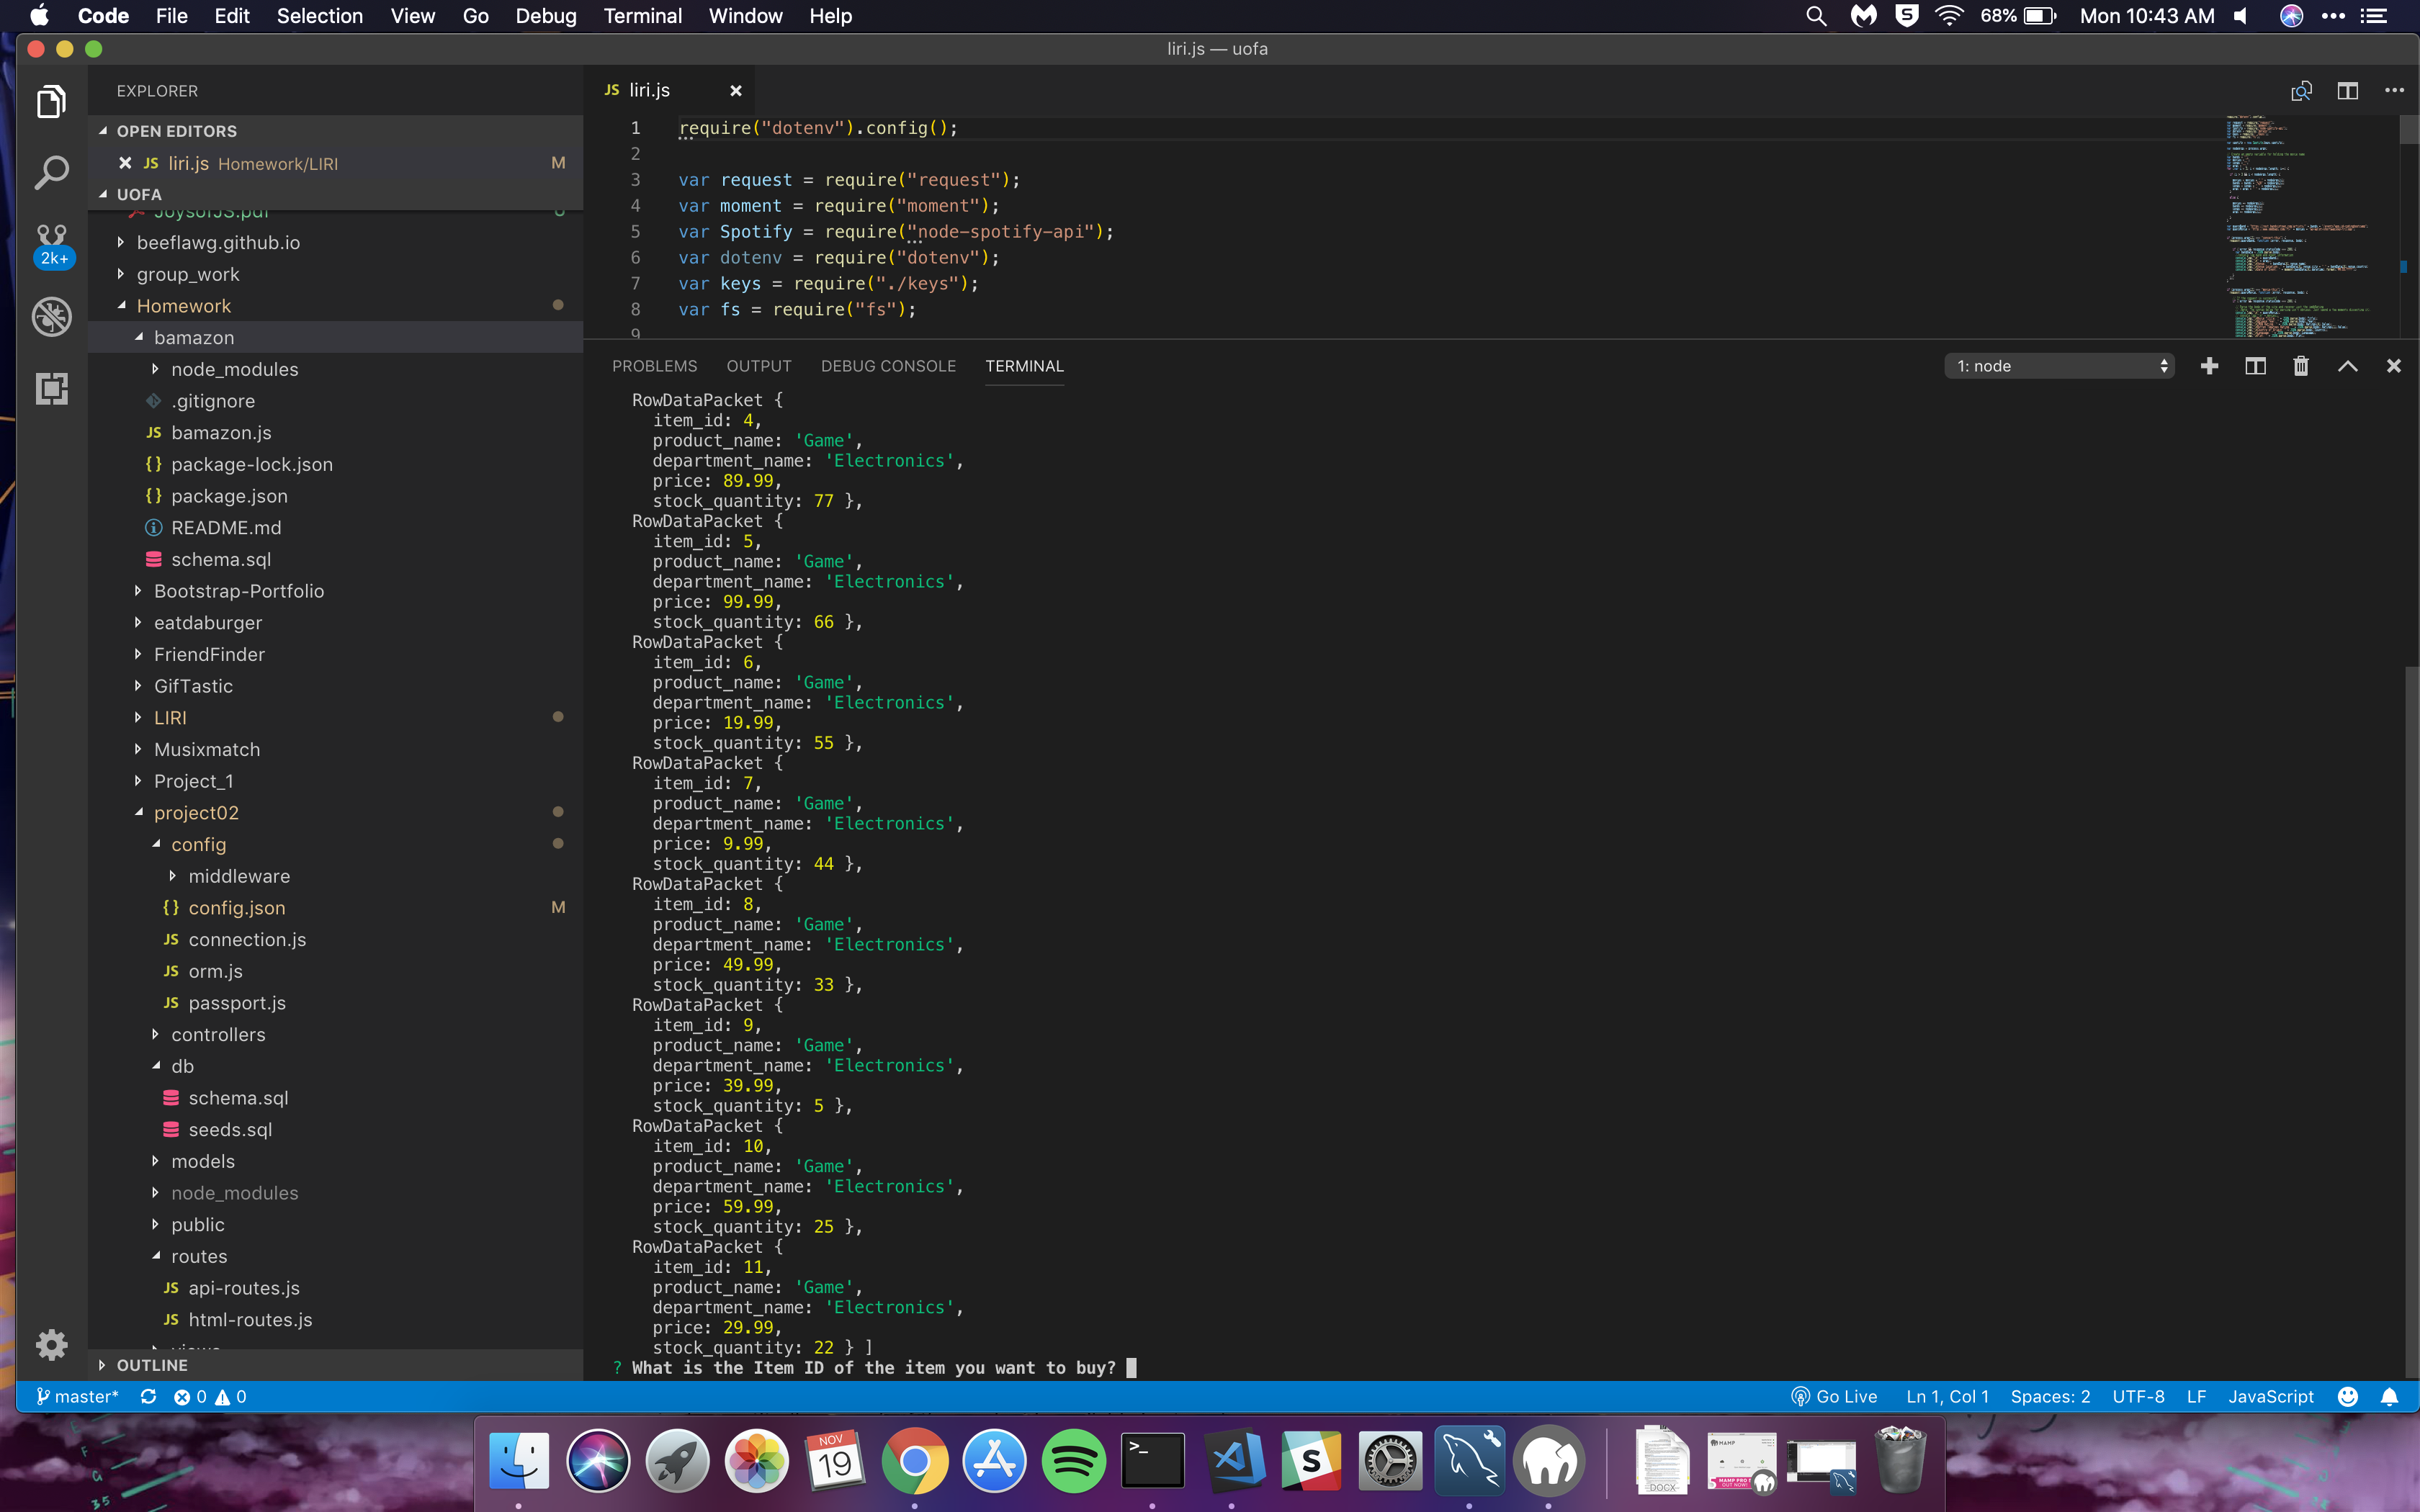 Code File Edit Selection View Go Debug Terminal Window Help
68% Mon 10:43 AM
liri.js — uofa
EXPLORER
OPEN EDITORS
JS liri.js Homework/LIRI M
UOFA
JoysofJS.pdf U
beeflawg.github.io
group_work
Homework
bamazon
node_modules
.gitignore
JS bamazon.js
{} package-lock.json
{} package.json
README.md
schema.sql
Bootstrap-Portfolio
eatdaburger
FriendFinder
GifTastic
LIRI
Musixmatch
Project_1
project02
config
middleware
{} config.json M
JS connection.js
JS orm.js
JS passport.js
controllers
db
schema.sql
seeds.sql
models
node_modules
public
routes
JS api-routes.js
JS html-routes.js
views
OUTLINE
2k+
JS liri.js
1 require("dotenv").config();
2
3 var request = require("request");
4 var moment = require("moment");
5 var Spotify = require("node-spotify-api");
6 var dotenv = require("dotenv");
7 var keys = require("./keys");
8 var fs = require("fs");
9
PROBLEMS OUTPUT DEBUG CONSOLE TERMINAL
1: node
RowDataPacket {
item_id: 4,
product_name: 'Game',
department_name: 'Electronics',
price: 89.99,
stock_quantity: 77 },
RowDataPacket {
item_id: 5,
product_name: 'Game',
department_name: 'Electronics',
price: 99.99,
stock_quantity: 66 },
RowDataPacket {
item_id: 6,
product_name: 'Game',
department_name: 'Electronics',
price: 19.99,
stock_quantity: 55 },
RowDataPacket {
item_id: 7,
product_name: 'Game',
department_name: 'Electronics',
price: 9.99,
stock_quantity: 44 },
RowDataPacket {
item_id: 8,
product_name: 'Game',
department_name: 'Electronics',
price: 49.99,
stock_quantity: 33 },
RowDataPacket {
item_id: 9,
product_name: 'Game',
department_name: 'Electronics',
price: 39.99,
stock_quantity: 5 },
RowDataPacket {
item_id: 10,
product_name: 'Game',
department_name: 'Electronics',
price: 59.99,
stock_quantity: 25 },
RowDataPacket {
item_id: 11,
product_name: 'Game',
department_name: 'Electronics',
price: 29.99,
stock_quantity: 22 } ]
? What is the Item ID of the item you want to buy?
master* 0 0
Go Live Ln 1, Col 1 Spaces: 2 UTF-8 LF JavaScript
NOV
19
S
DOCX
MAMP
35